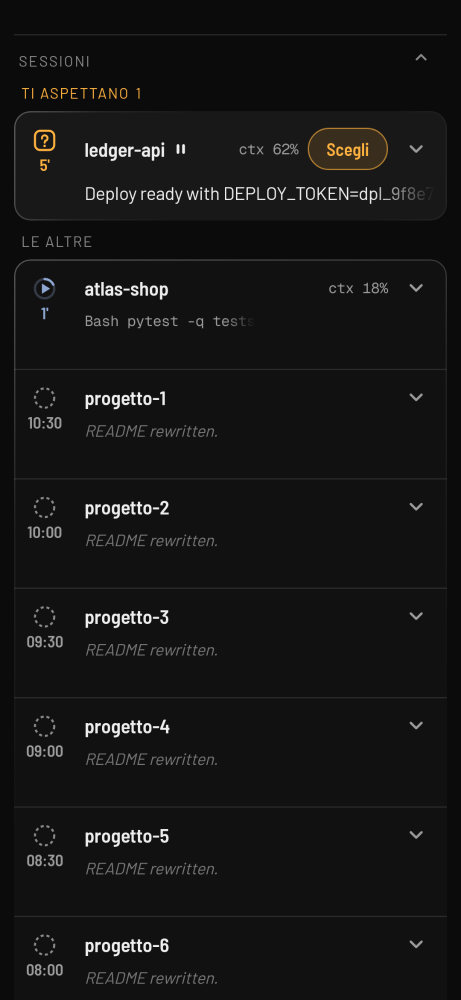 SESSIONI
TI ASPETTANO 1
ledger-api ctx 62% Scegli
5'
Deploy ready with DEPLOY_TOKEN=dpl_9f8e7
LE ALTRE
atlas-shop ctx 18%
1'
Bash pytest -q tests
progetto-1
10:30
README rewritten.
progetto-2
10:00
README rewritten.
progetto-3
09:30
README rewritten.
progetto-4
09:00
README rewritten.
progetto-5
08:30
README rewritten.
progetto-6
08:00
README rewritten.